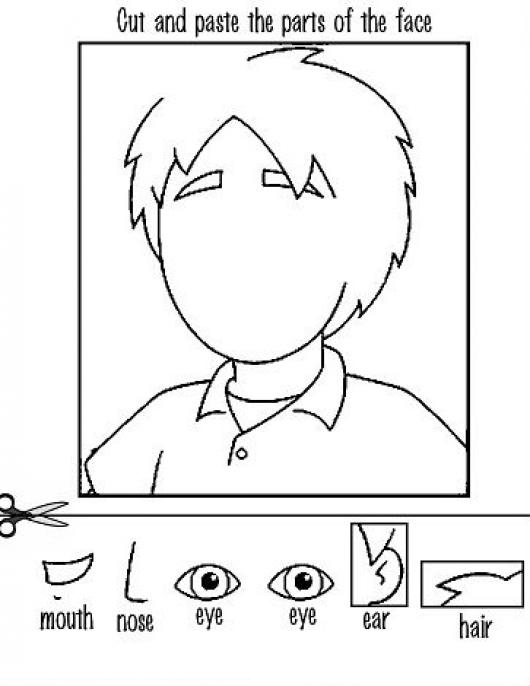 Cut and paste the parts of the face
mouth nose eye eye ear hair